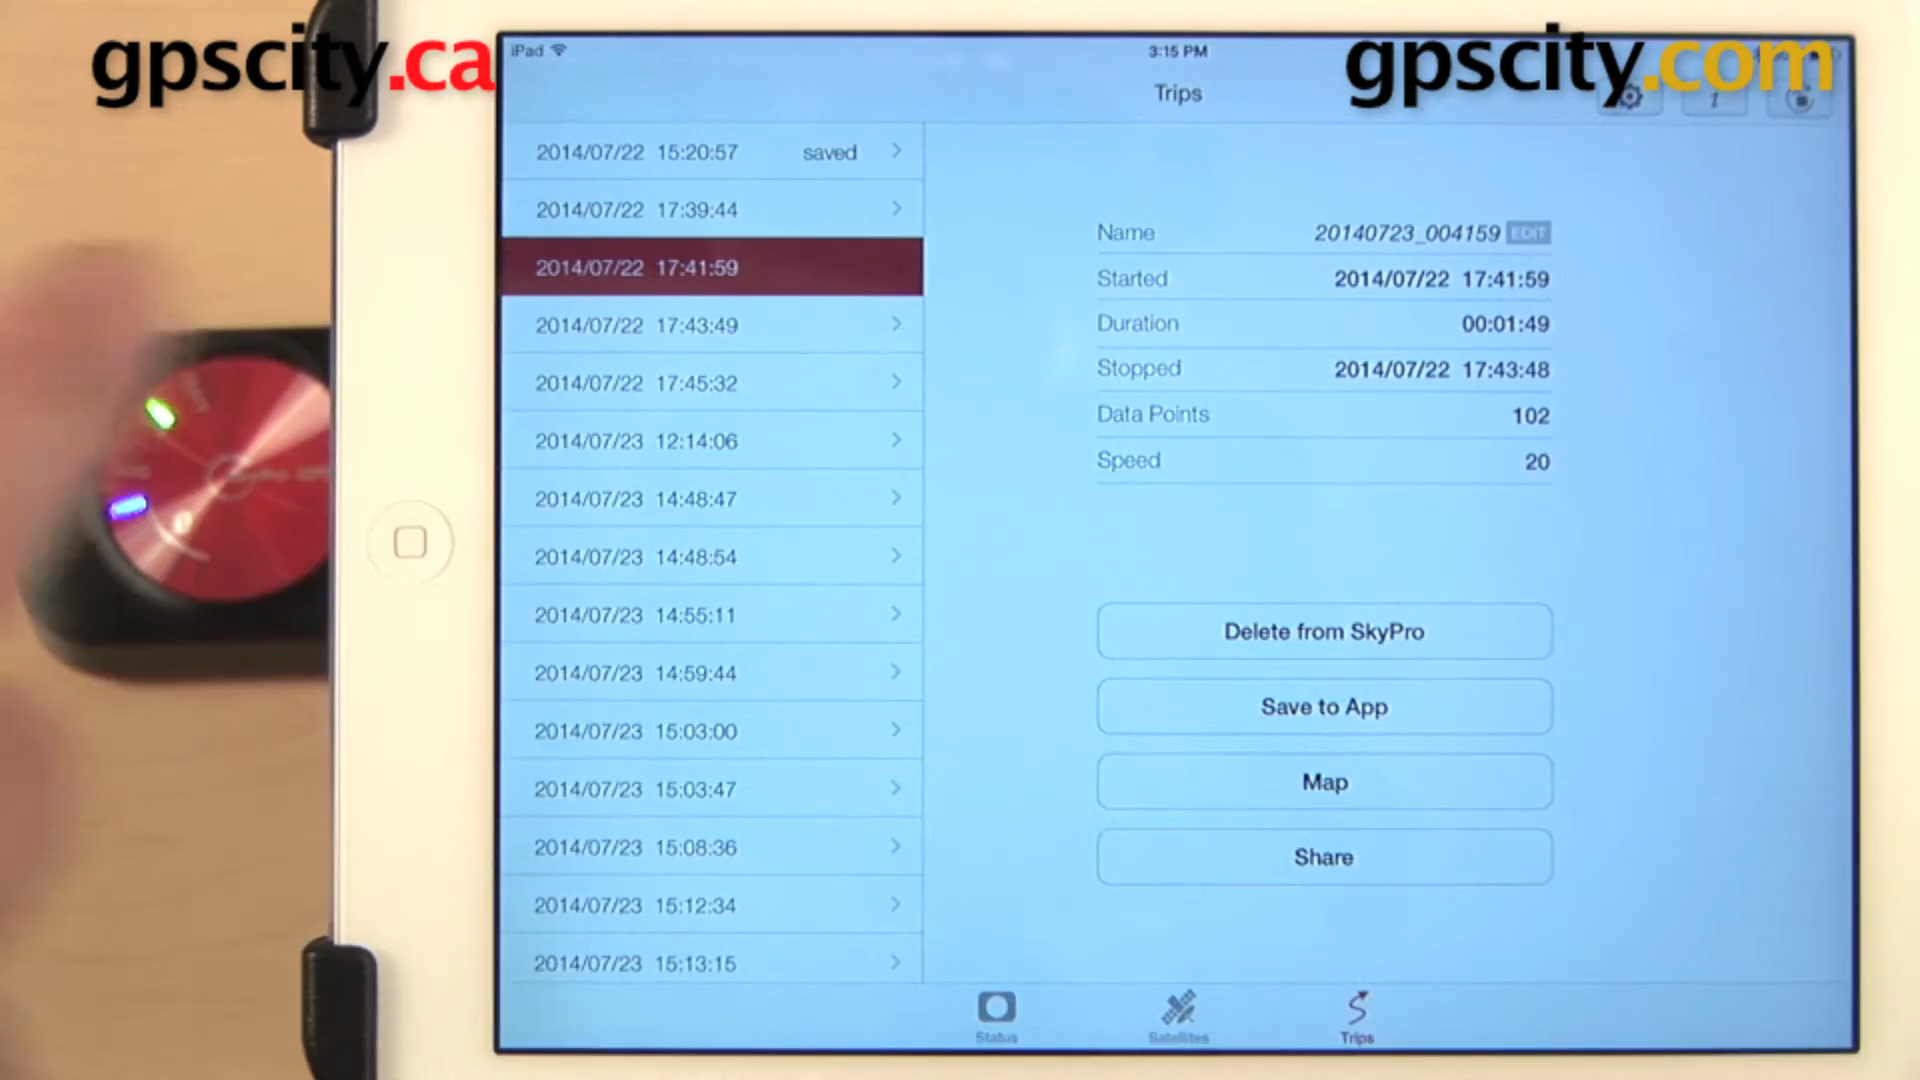 gpscity.ca
gpscity.com
iPad
3:15 PM
Trips
2014/07/22 15:20:57 saved
2014/07/22 17:39:44
2014/07/22 17:41:59
2014/07/22 17:43:49
2014/07/22 17:45:32
2014/07/23 12:14:06
2014/07/23 14:48:47
2014/07/23 14:48:54
2014/07/23 14:55:11
2014/07/23 14:59:44
2014/07/23 15:03:00
2014/07/23 15:03:47
2014/07/23 15:08:36
2014/07/23 15:12:34
2014/07/23 15:13:15
Name 20140723_004159 EDIT
Started 2014/07/22 17:41:59
Duration 00:01:49
Stopped 2014/07/22 17:43:48
Data Points 102
Speed 20
Delete from SkyPro
Save to App
Map
Share
Status
Satellites
Trips